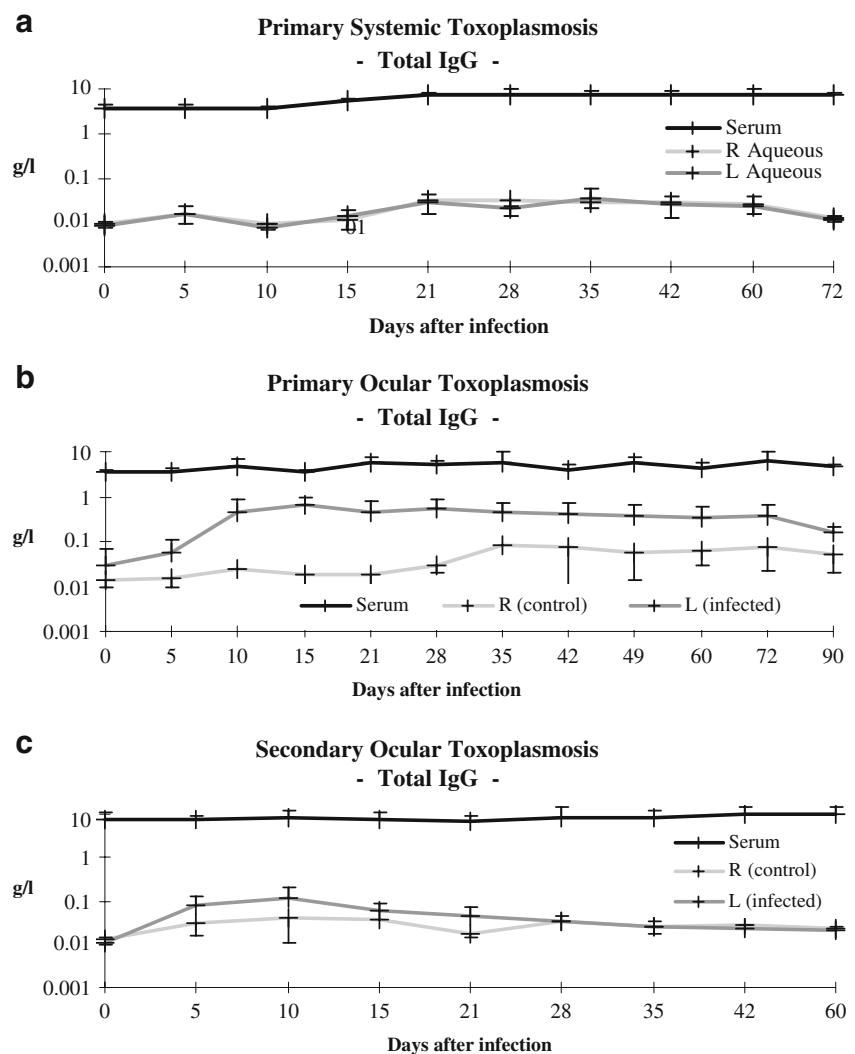 a
Primary Systemic Toxoplasmosis
- Total IgG -
10
1
0.1
0.01
0.001
g/l
Serum
R Aqueous
L Aqueous
01
0 5 10 15 21 28 35 42 60 72
Days after infection
b
Primary Ocular Toxoplasmosis
- Total IgG -
10
1
0.1
0.01
0.001
g/l
Serum R (control) L (infected)
0 5 10 15 21 28 35 42 49 60 72 90
Days after infection
c
Secondary Ocular Toxoplasmosis
- Total IgG -
10
1
0.1
0.01
0.001
g/l
Serum
R (control)
L (infected)
0 5 10 15 21 28 35 42 60
Days after infection